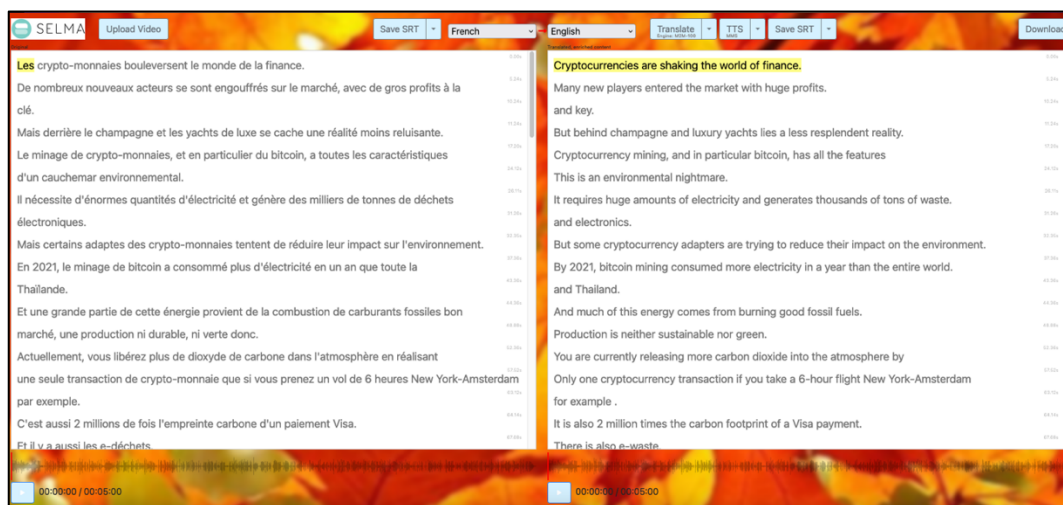 SELMA Upload Video Save SRT French English Translate TTS Save SRT Download
Les crypto-monnaies bouleversent le monde de la finance.
De nombreux nouveaux acteurs se sont engouffrés sur le marché, avec de gros profits à la
clé.
Mais derrière le champagne et les yachts de luxe se cache une réalité moins reluisante.
Le minage de crypto-monnaies, et en particulier du bitcoin, a toutes les caractéristiques
d'un cauchemar environnemental.
Il nécessite d'énormes quantités d'électricité et génère des milliers de tonnes de déchets
électroniques.
Mais certains adaptes des crypto-monnaies tentent de réduire leur impact sur l'environnement.
En 2021, le minage de bitcoin a consommé plus d'électricité en un an que toute la
Thaïlande.
Et une grande partie de cette énergie provient de la combustion de carburants fossiles bon
marché, une production ni durable, ni verte donc.
Actuellement, vous libérez plus de dioxyde de carbone dans l'atmosphère en réalisant
une seule transaction de crypto-monnaie que si vous prenez un vol de 6 heures New York-Amsterdam
par exemple.
C'est aussi 2 millions de fois l'empreinte carbone d'un paiement Visa.
Et il y a aussi les e-déchets
00:00:00 / 00:05:00
Cryptocurrencies are shaking the world of finance.
Many new players entered the market with huge profits.
and key.
But behind champagne and luxury yachts lies a less resplendent reality.
Cryptocurrency mining, and in particular bitcoin, has all the features
This is an environmental nightmare.
It requires huge amounts of electricity and generates thousands of tons of waste.
and electronics.
But some cryptocurrency adapters are trying to reduce their impact on the environment.
By 2021, bitcoin mining consumed more electricity in a year than the entire world.
and Thailand.
And much of this energy comes from burning good fossil fuels.
Production is neither sustainable nor green.
You are currently releasing more carbon dioxide into the atmosphere by
Only one cryptocurrency transaction if you take a 6-hour flight New York-Amsterdam
for example .
It is also 2 million times the carbon footprint of a Visa payment.
There is also e-waste.
00:00:00 / 00:05:00